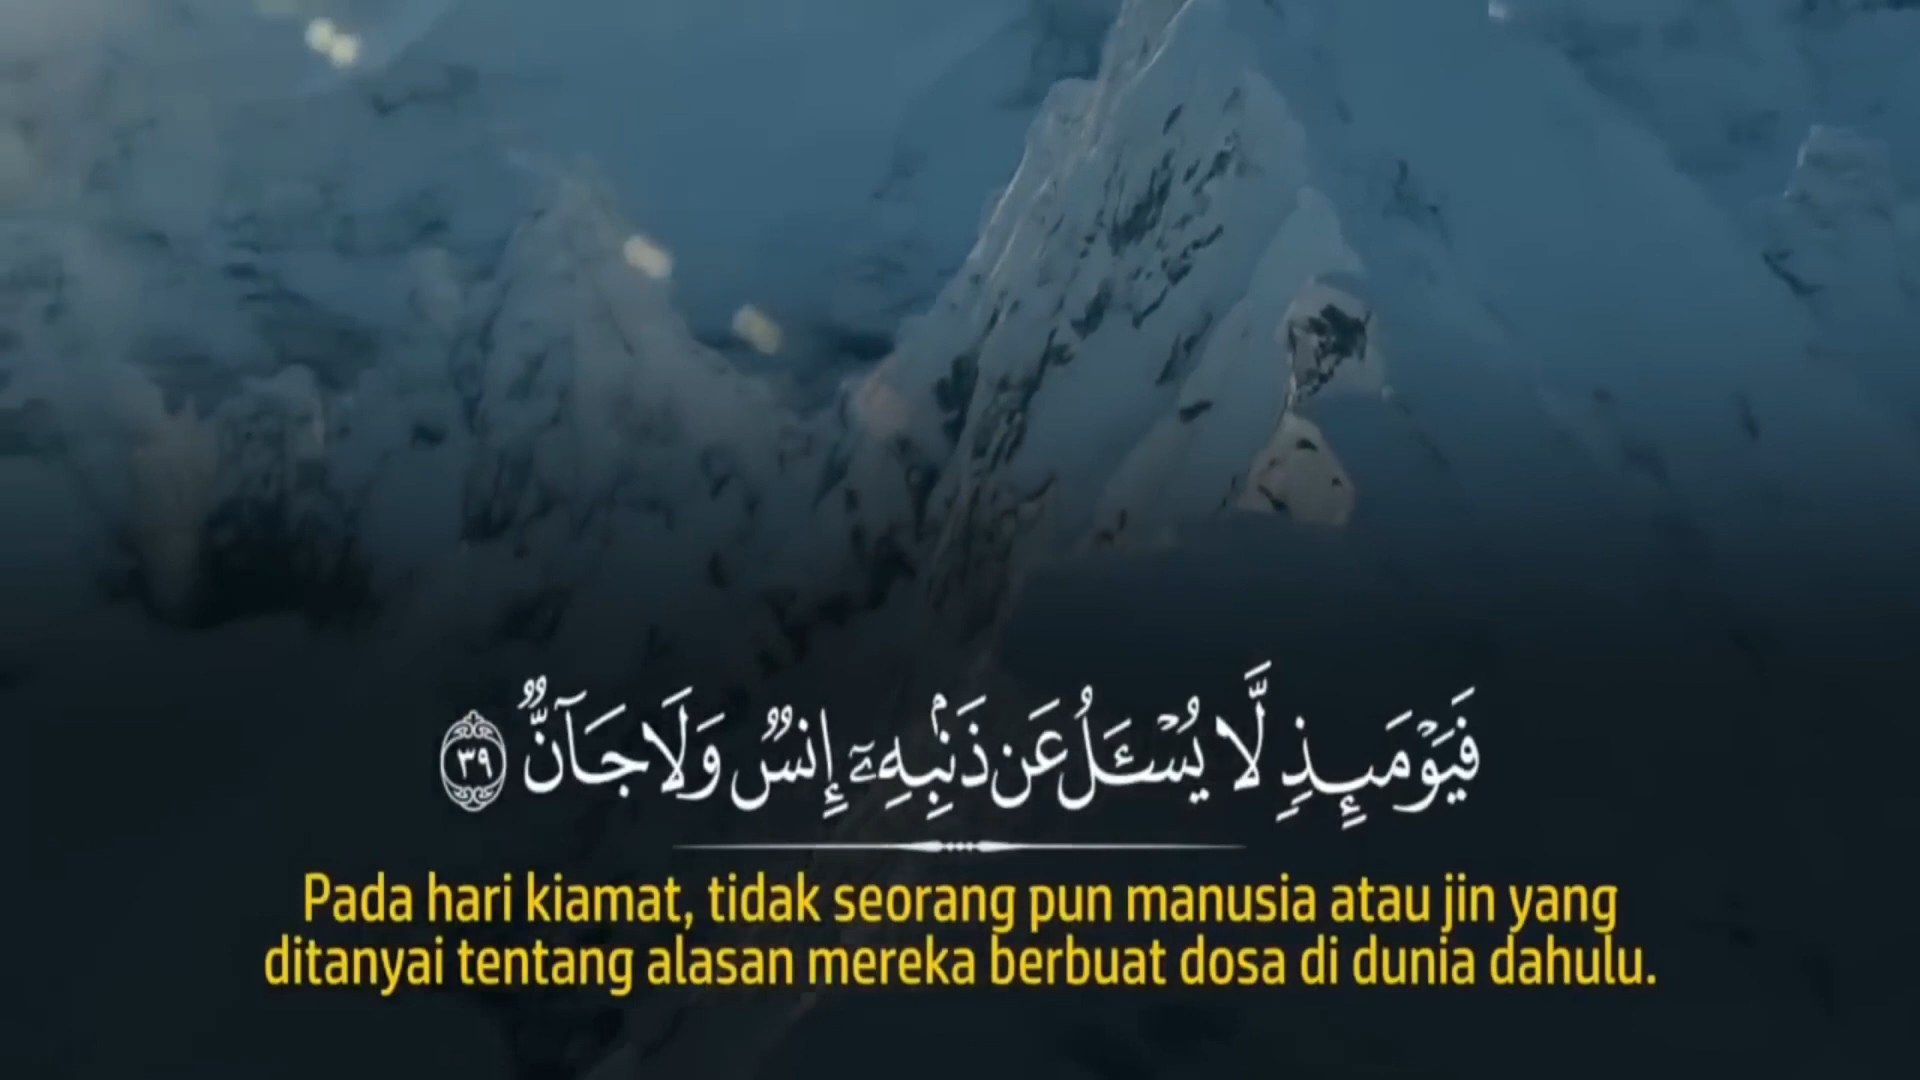 فَيَوْمَئِذٍ لَّا يُسْـَٔلُ عَن ذَنۢبِهِۦٓ إِنسٌ وَلَا جَآنٌّ ٣٩
Pada hari kiamat, tidak seorang pun manusia atau jin yang
ditanyai tentang alasan mereka berbuat dosa di dunia dahulu.